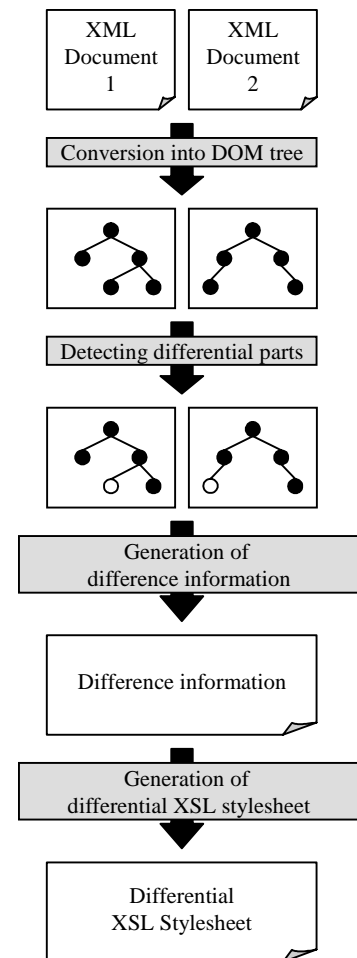 XML
Document
1
XML
Document
2
Conversion into DOM tree
Detecting differential parts
Generation of
difference information
Difference information
Generation of
differential XSL stylesheet
Differential
XSL Stylesheet